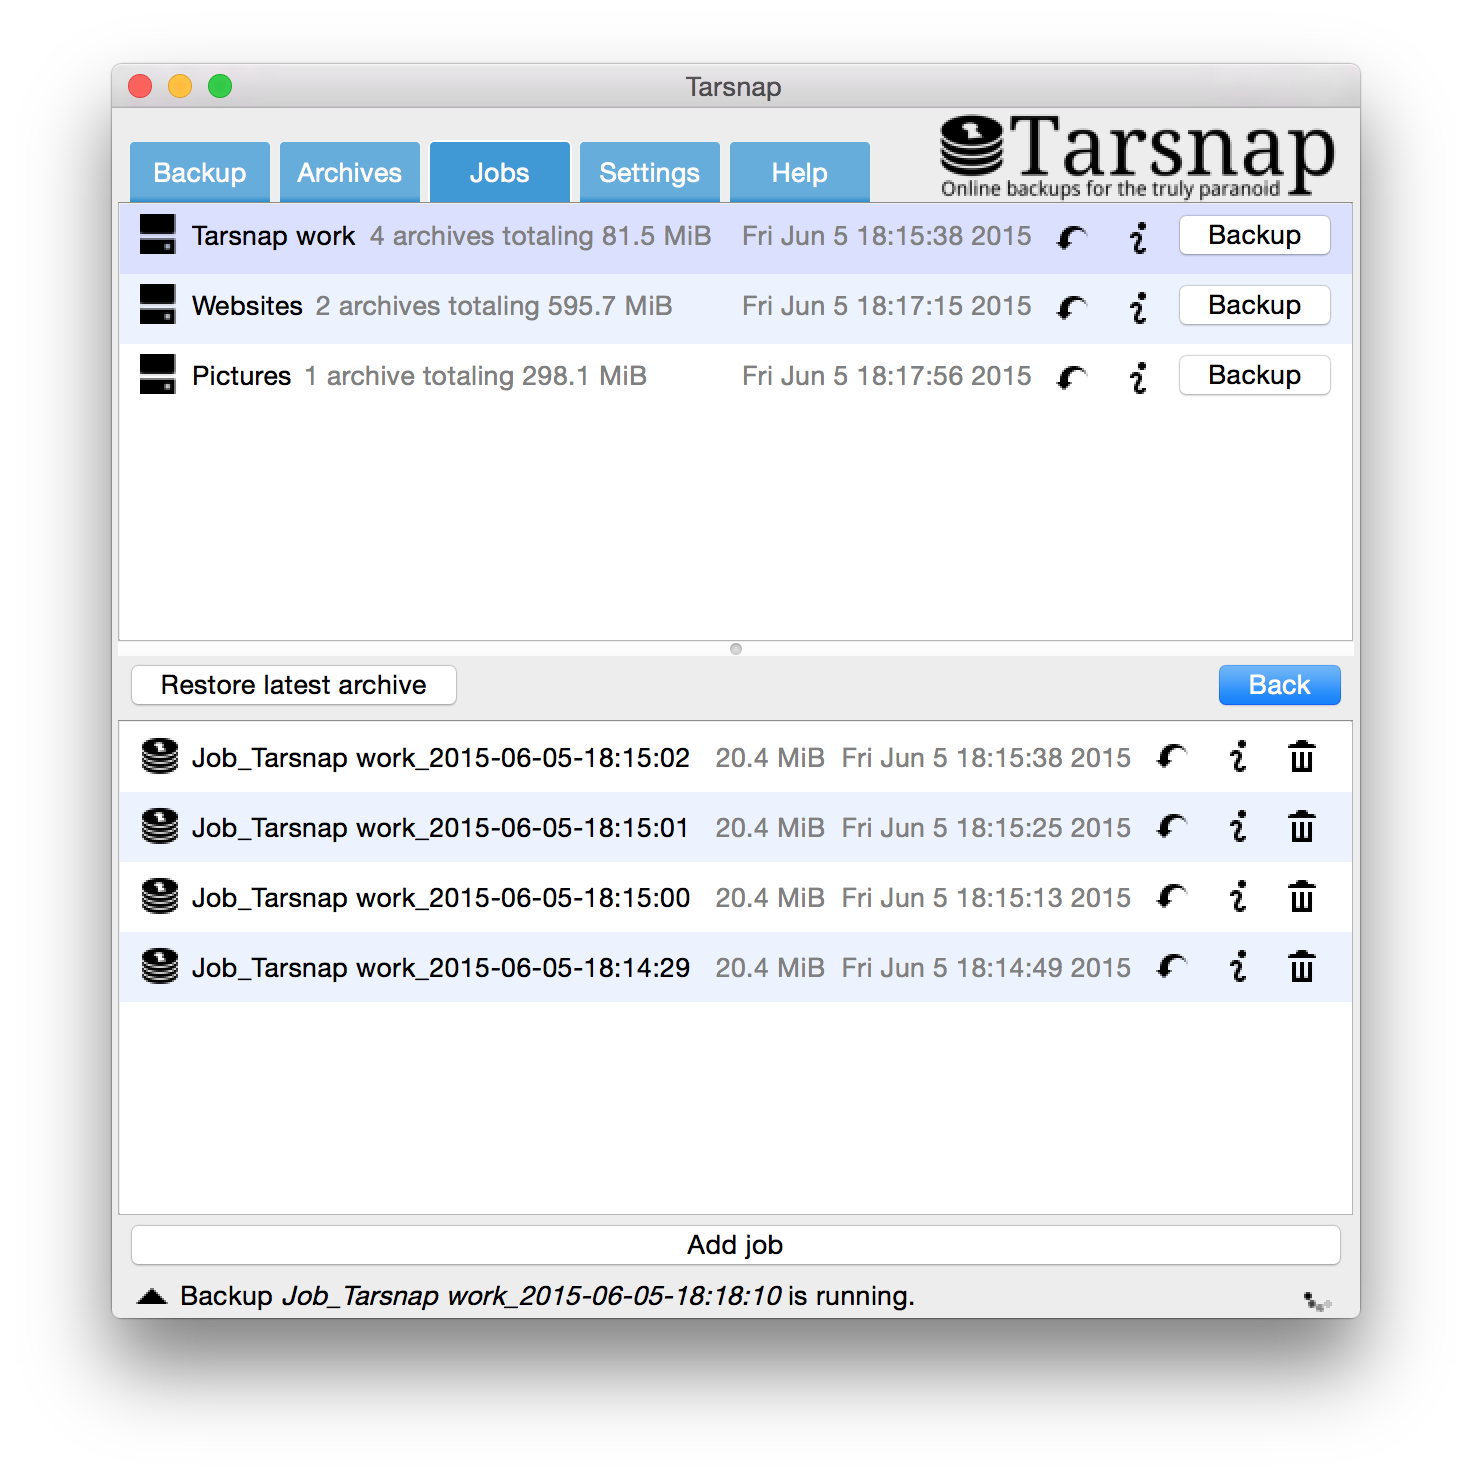 Tarsnap
Backup Archives Jobs Settings Help
Tarsnap
Online backups for the truly paranoid
Tarsnap work 4 archives totaling 81.5 MiB Fri Jun 5 18:15:38 2015 Backup
Websites 2 archives totaling 595.7 MiB Fri Jun 5 18:17:15 2015 Backup
Pictures 1 archive totaling 298.1 MiB Fri Jun 5 18:17:56 2015 Backup
Restore latest archive Back
Job_Tarsnap work_2015-06-05-18:15:02 20.4 MiB Fri Jun 5 18:15:38 2015
Job_Tarsnap work_2015-06-05-18:15:01 20.4 MiB Fri Jun 5 18:15:25 2015
Job_Tarsnap work_2015-06-05-18:15:00 20.4 MiB Fri Jun 5 18:15:13 2015
Job_Tarsnap work_2015-06-05-18:14:29 20.4 MiB Fri Jun 5 18:14:49 2015
Add job
Backup Job_Tarsnap work_2015-06-05-18:18:10 is running.